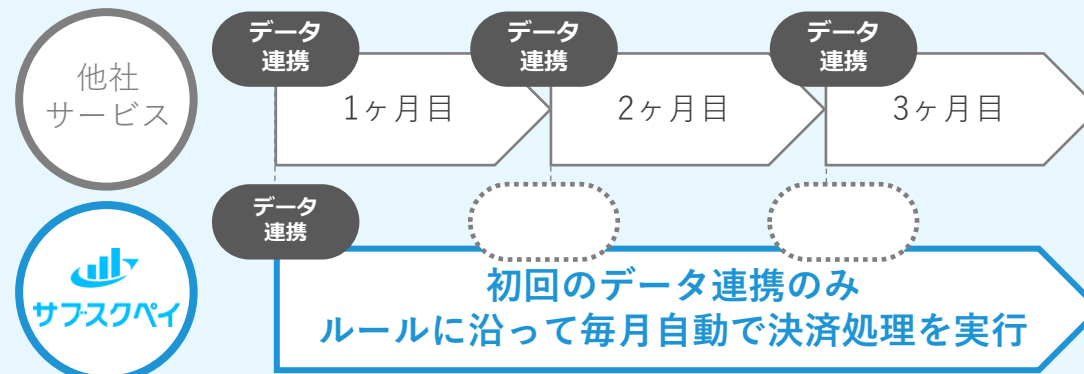 データ
連携
データ
連携
データ
連携
他社
サービス
1ヶ月目
2ヶ月目
3ヶ月目
データ
連携
サブスクペイ
初回のデータ連携のみ
ルールに沿って毎月自動で決済処理を実行